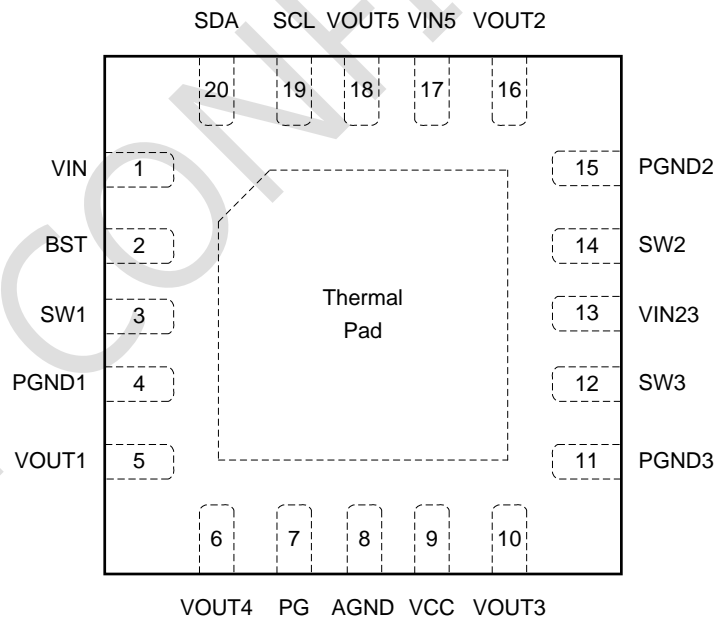 SDA SCL VOUT5 VIN5 VOUT2
20 19 18 17 16
VIN 1 15 PGND2
BST 2 14 SW2
Thermal
Pad
SW1 3 13 VIN23
PGND1 4 12 SW3
VOUT1 5 11 PGND3
6 7 8 9 10
VOUT4 PG AGND VCC VOUT3